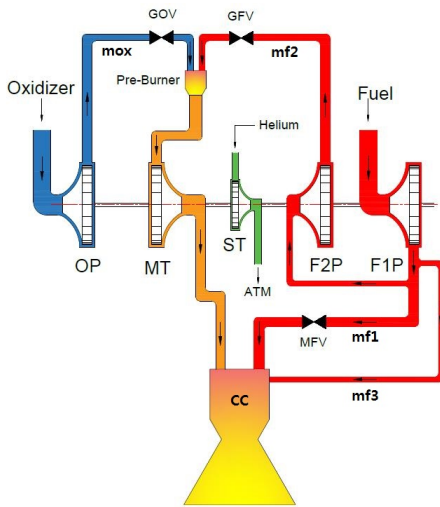 GOV
GFV
mox
mf2
Pre-Burner
Oxidizer
Fuel
Helium
OP
MT
ST
F2P
F1P
ATM
MFV
mf1
CC
mf3